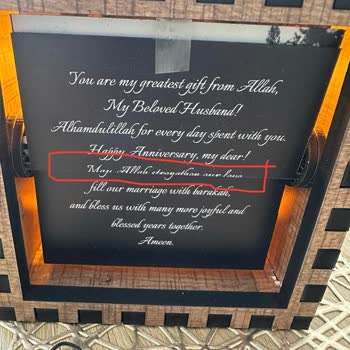 You are my greatest gift from Allah,
My Beloved Husband!
Alhamdulillah for every day spent with you.
Happy Anniversary, my dear!
May Allah strengthen our love
fill our marriage with barakah,
and bless us with many more joyful and
blessed years together.
Ameen.